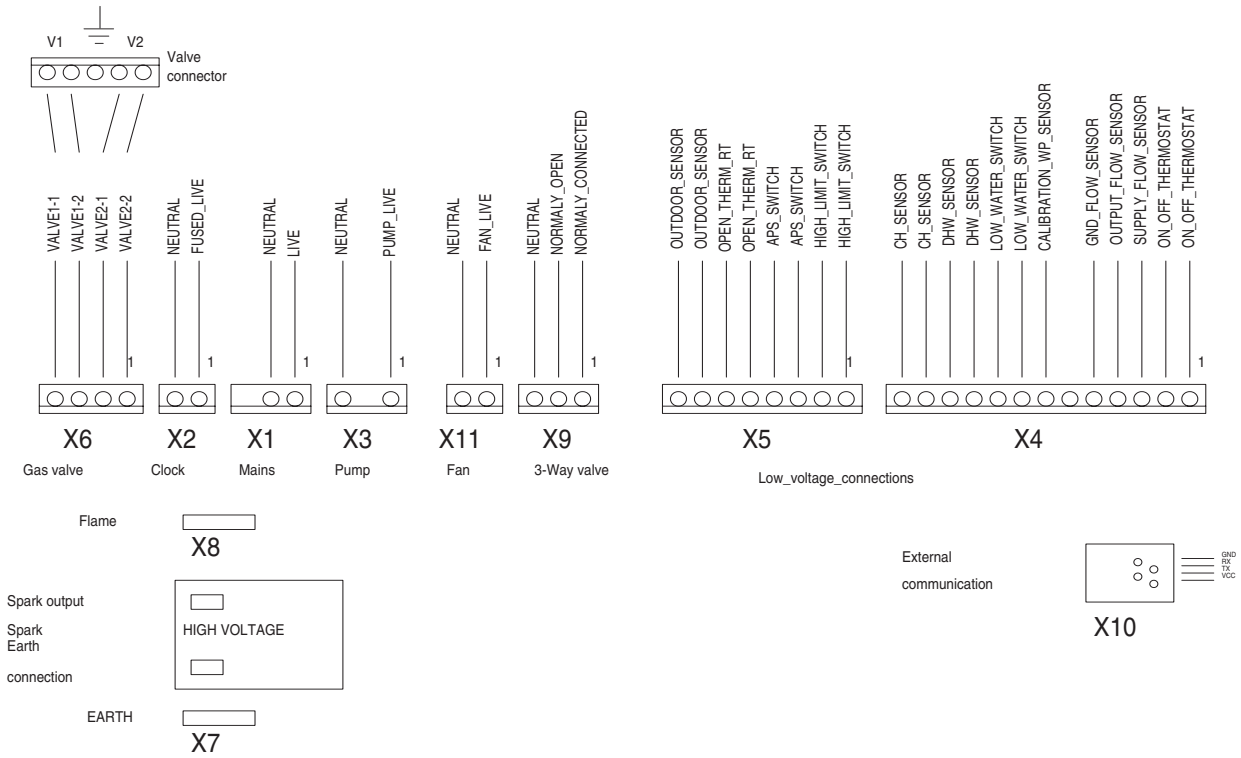 V1
V2
Valve
connector
VALVE1-1
VALVE1-2
VALVE2-1
VALVE2-2
NEUTRAL
FUSED_LIVE
NEUTRAL
LIVE
NEUTRAL
PUMP_LIVE
NEUTRAL
FAN_LIVE
NEUTRAL
NORMALY_OPEN
NORMALY_CONNECTED
OUTDOOR_SENSOR
OUTDOOR_SENSOR
OPEN_THERM_RT
OPEN_THERM_RT
APS_SWITCH
APS_SWITCH
HIGH_LIMIT_SWITCH
HIGH_LIMIT_SWITCH
CH_SENSOR
CH_SENSOR
DHW_SENSOR
DHW_SENSOR
LOW_WATER_SWITCH
LOW_WATER_SWITCH
CALIBRATION_WP_SENSOR
GND_FLOW_SENSOR
OUTPUT_FLOW_SENSOR
SUPPLY_FLOW_SENSOR
ON_OFF_THERMOSTAT
ON_OFF_THERMOSTAT
1
1
1
1
1
1
1
1
X6
X2
X1
X3
X11
X9
X5
X4
Gas valve
Clock
Mains
Pump
Fan
3-Way valve
Low_voltage_connections
Flame
X8
Spark output
Spark
Earth
connection
HIGH VOLTAGE
EARTH
X7
External
communication
GND
RX
TX
VCC
X10